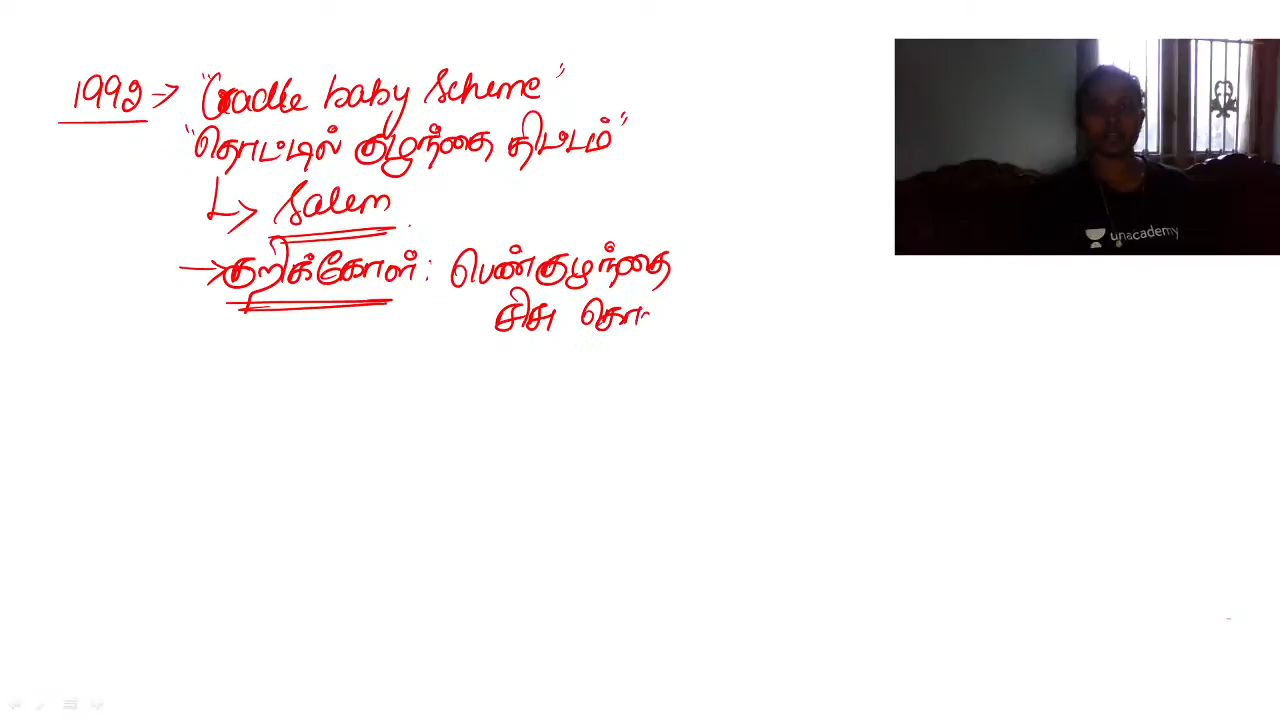 1992 → "Cradle baby Scheme"
"தொட்டில் குழந்தை திட்டம்"
↳ Salem
→ குறிக்கோள் : பெண்குழந்தை
சிசு கொ
unacademy